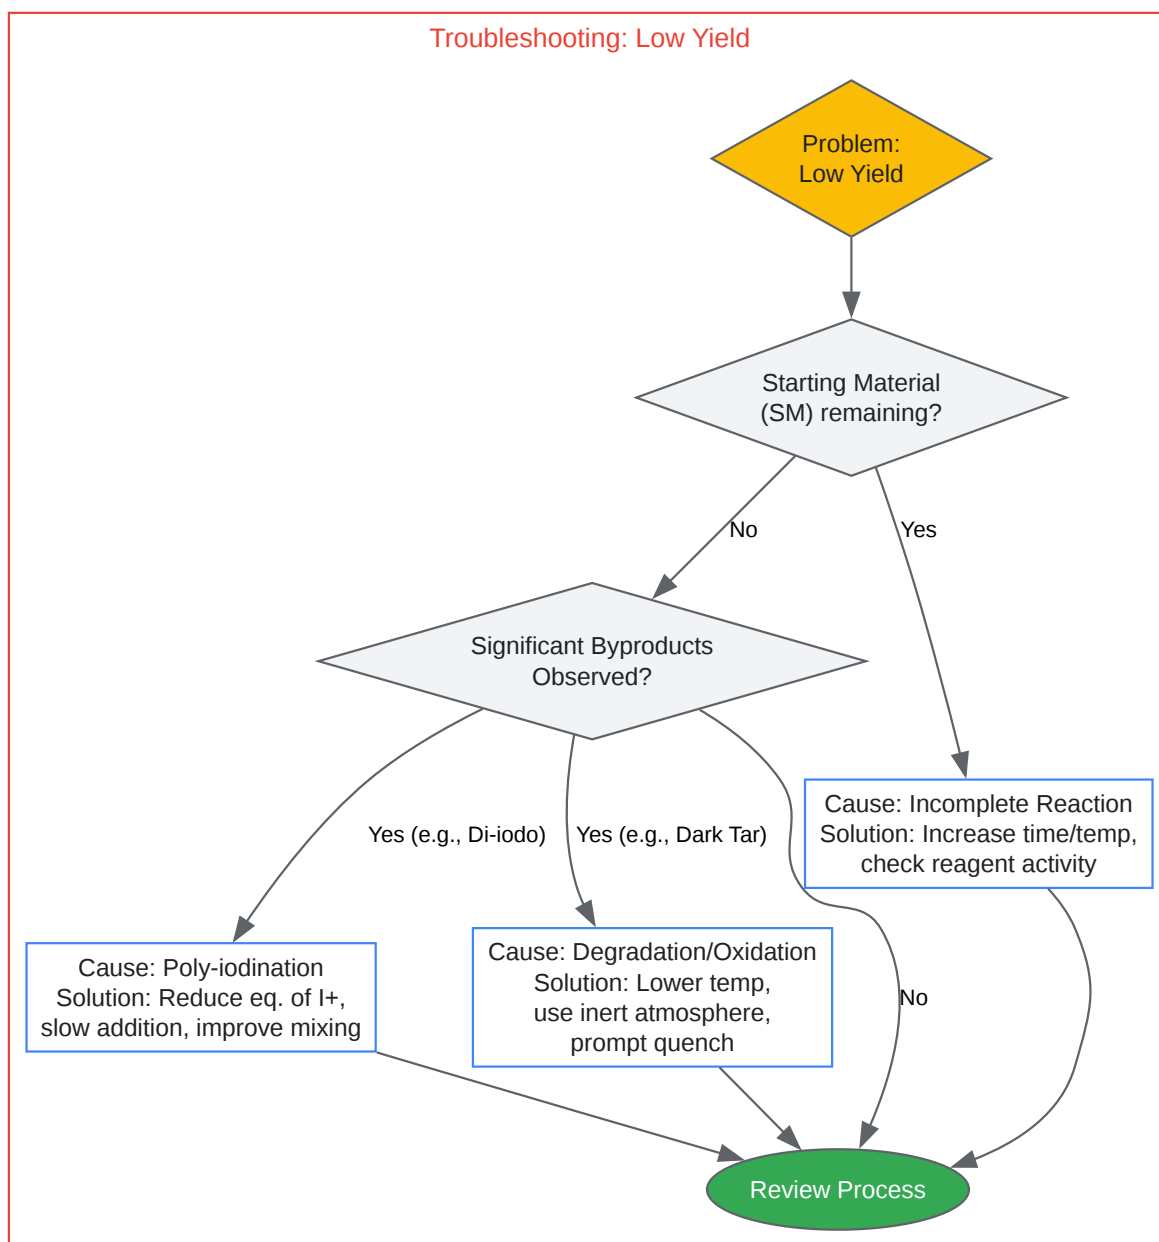 Troubleshooting: Low Yield
Problem:
Low Yield
Starting Material
(SM) remaining?
No
Yes
Significant Byproducts
Observed?
Yes (e.g., Di-iodo)
Yes (e.g., Dark Tar)
Cause: Incomplete Reaction
Solution: Increase time/temp,
check reagent activity
Cause: Poly-iodination
Solution: Reduce eq. of I+,
slow addition, improve mixing
Cause: Degradation/Oxidation
Solution: Lower temp,
use inert atmosphere,
prompt quench
No
Review Process